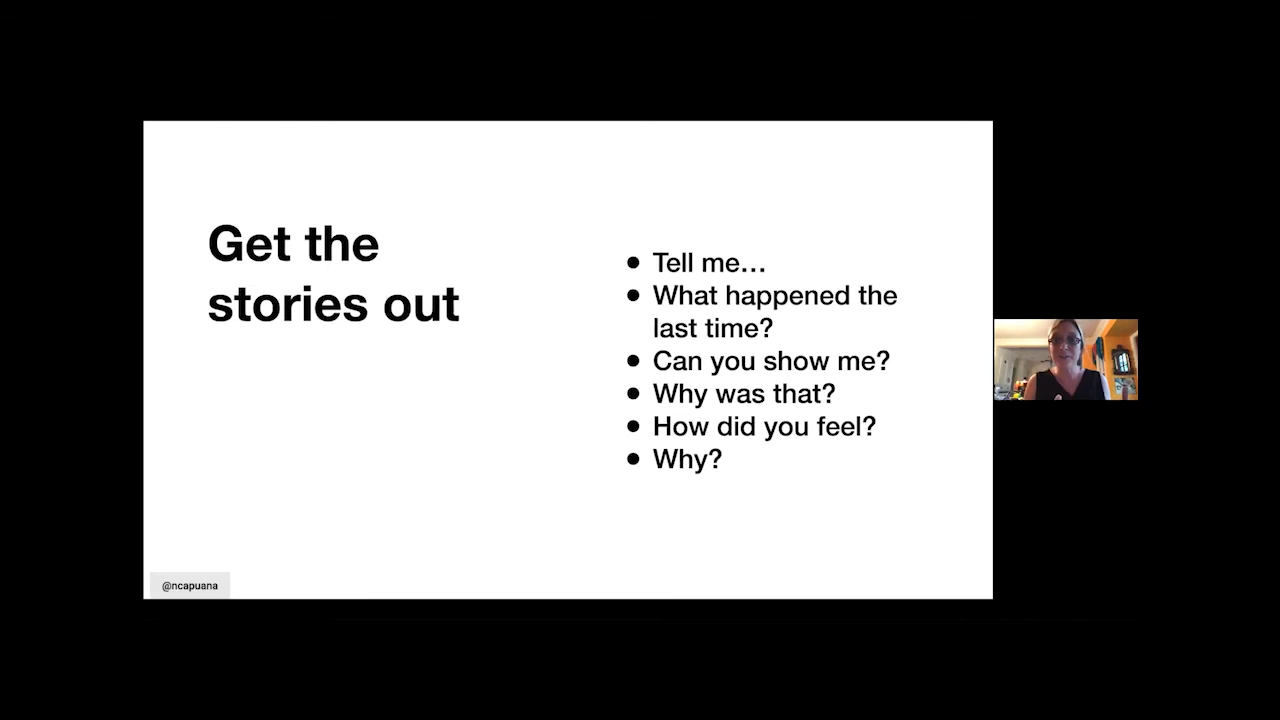 Get the
stories out
● Tell me...
● What happened the
last time?
● Can you show me?
● Why was that?
● How did you feel?
● Why?
@ncapuana